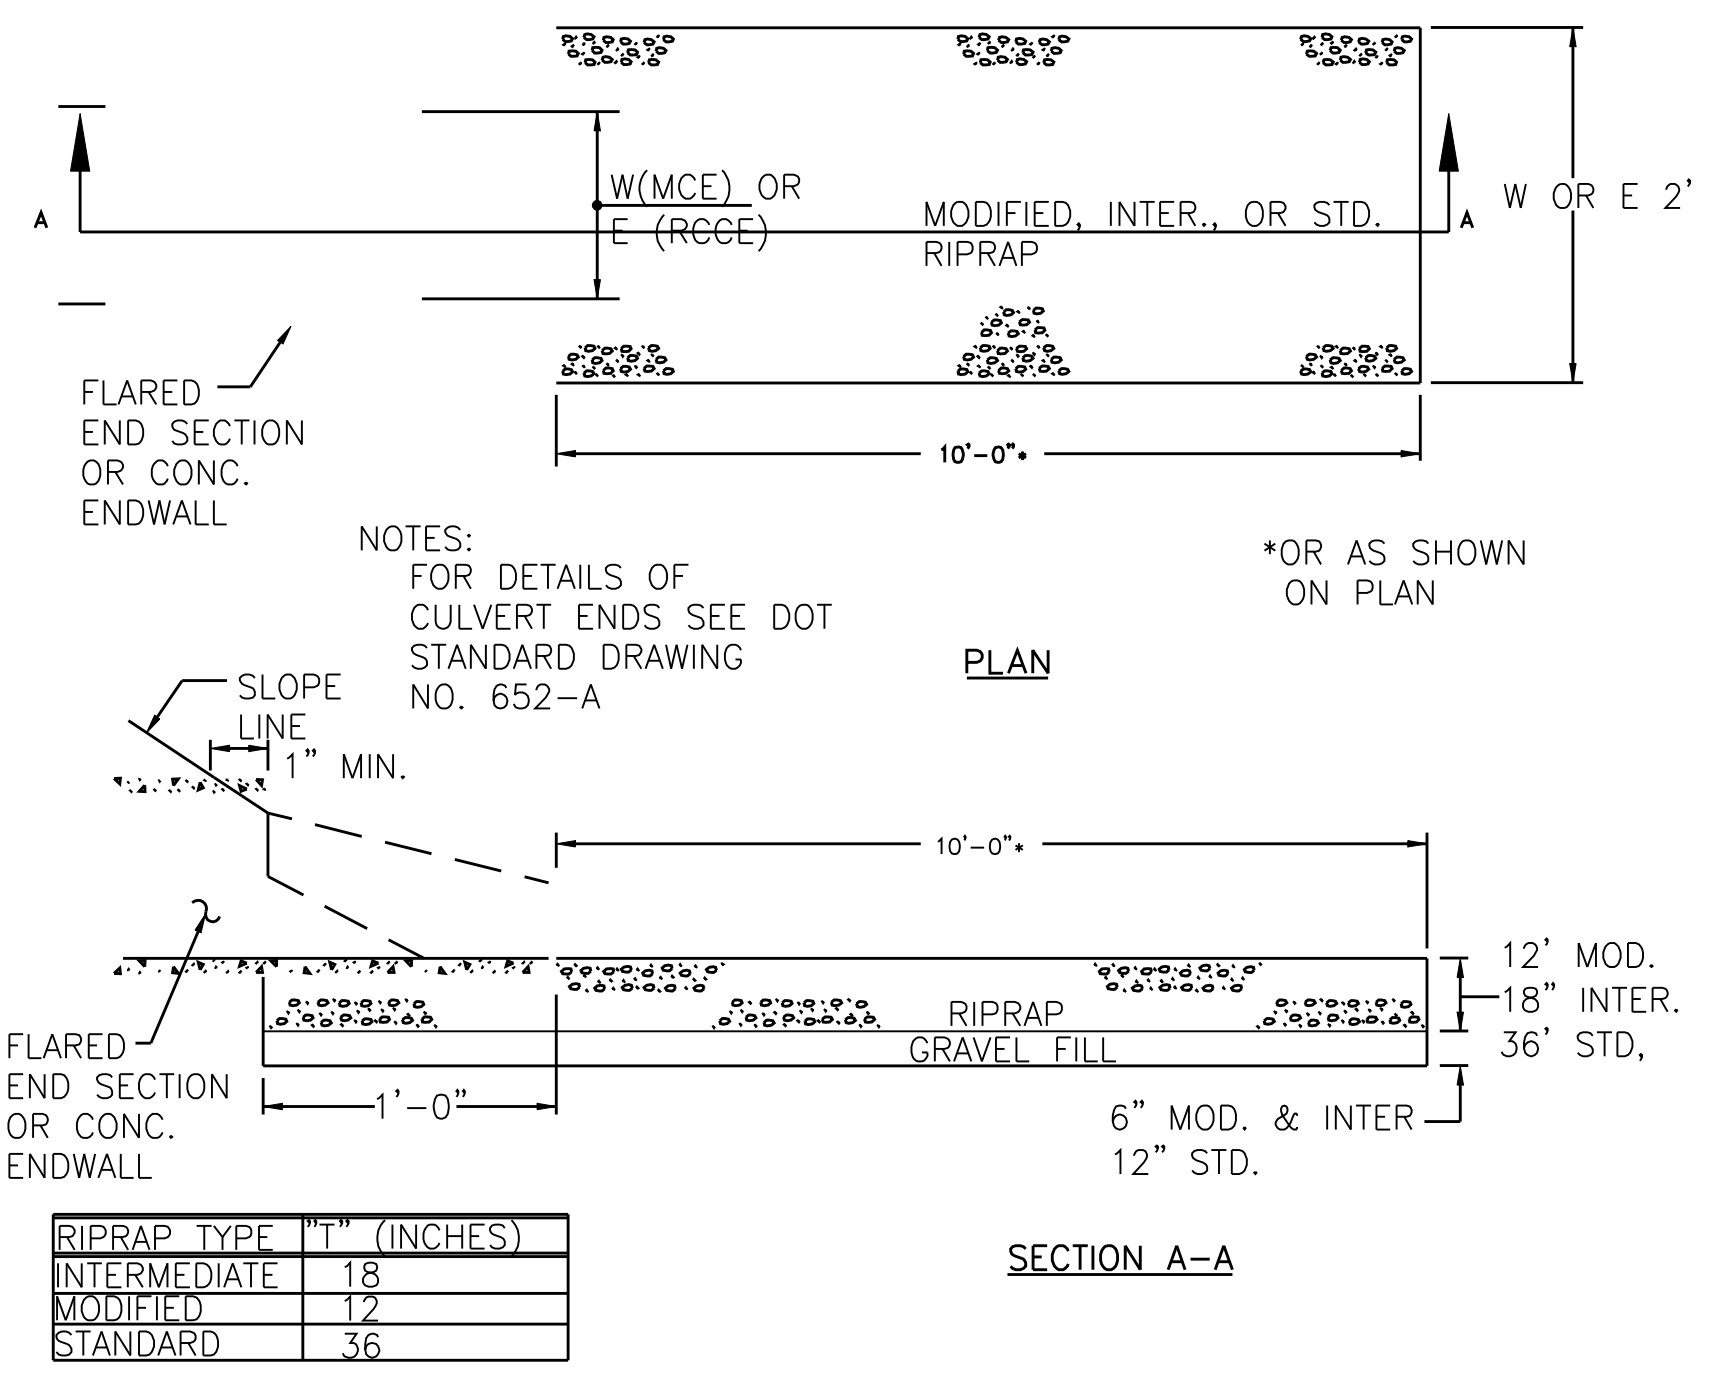 W(MCE) OR
E (RCCE)
MODIFIED, INTER., OR STD.
RIPRAP
W OR E 2'
A
A
FLARED
END SECTION
OR CONC.
ENDWALL
10'-0"*
NOTES:
FOR DETAILS OF
CULVERT ENDS SEE DOT
STANDARD DRAWING
NO. 652-A
*OR AS SHOWN
ON PLAN
PLAN
SLOPE
LINE
1" MIN.
10'-0"*
12' MOD.
18" INTER.
36' STD,
RIPRAP
GRAVEL FILL
FLARED
END SECTION
OR CONC.
ENDWALL
1'-0"
6" MOD. & INTER
12" STD.
SECTION A-A
RIPRAP TYPE "T" (INCHES)
INTERMEDIATE 18
MODIFIED 12
STANDARD 36